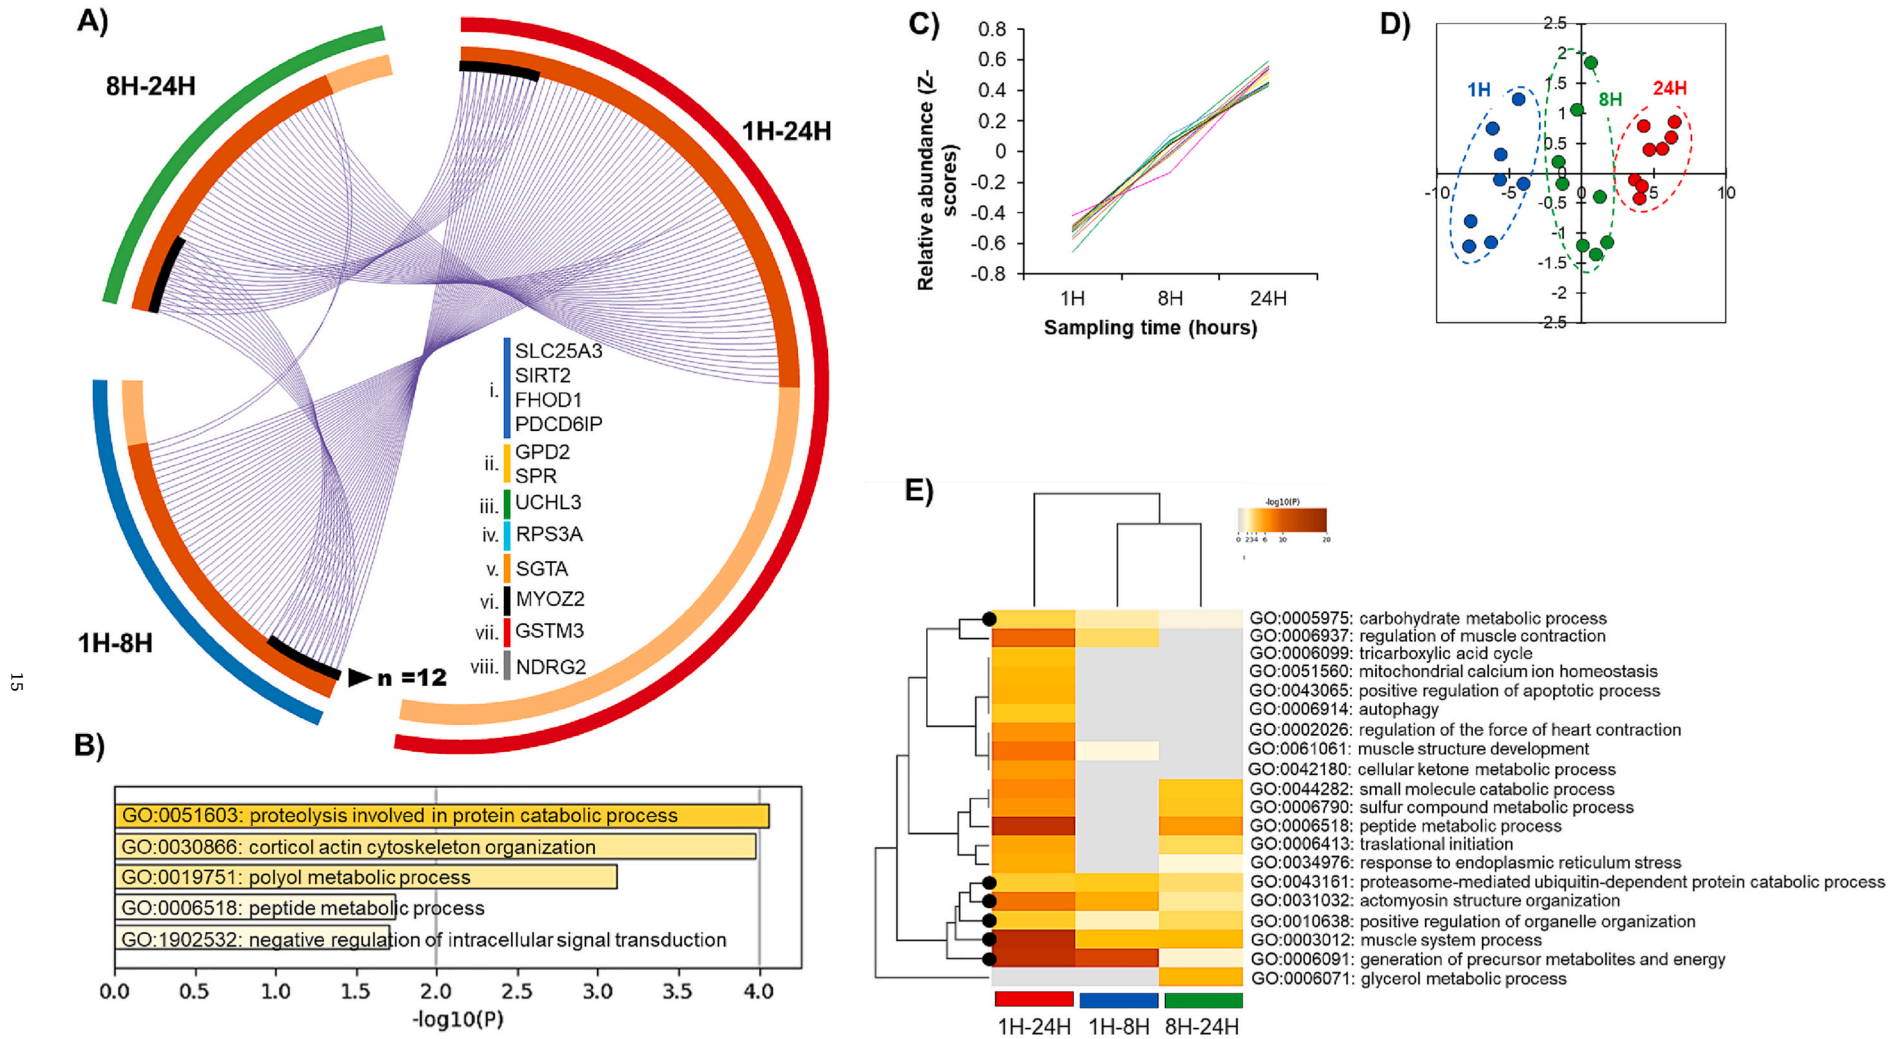 A)
8H-24H
1H-24H
1H-8H
n =12
i.
SLC25A3
SIRT2
FHOD1
PDCD6IP
ii.
GPD2
SPR
iii. UCHL3
iv. RPS3A
v. SGTA
vi. MYOZ2
vii. GSTM3
viii. NDRG2
15
B)
GO:0051603: proteolysis involved in protein catabolic process
GO:0030866: corticol actin cytoskeleton organization
GO:0019751: polyol metabolic process
GO:0006518: peptide metabolic process
GO:1902532: negative regulation of intracellular signal transduction
0.0 0.5 1.0 1.5 2.0 2.5 3.0 3.5 4.0
-log10(P)
C)
Relative abundance (Z-
scores)
0.8
0.6
0.4
0.2
0
-0.2
-0.4
-0.6
-0.8
1H 8H 24H
Sampling time (hours)
D)
2.5
2
1.5
1
0.5
0
-0.5
-1
-1.5
-2
-2.5
-10 -5 5 10
1H
8H
24H
E)
-log10(P)
0 2 3 4 6 10 20
GO:0005975: carbohydrate metabolic process
GO:0006937: regulation of muscle contraction
GO:0006099: tricarboxylic acid cycle
GO:0051560: mitochondrial calcium ion homeostasis
GO:0043065: positive regulation of apoptotic process
GO:0006914: autophagy
GO:0002026: regulation of the force of heart contraction
GO:0061061: muscle structure development
GO:0042180: cellular ketone metabolic process
GO:0044282: small molecule catabolic process
GO:0006790: sulfur compound metabolic process
GO:0006518: peptide metabolic process
GO:0006413: traslational initiation
GO:0034976: response to endoplasmic reticulum stress
GO:0043161: proteasome-mediated ubiquitin-dependent protein catabolic process
GO:0031032: actomyosin structure organization
GO:0010638: positive regulation of organelle organization
GO:0003012: muscle system process
GO:0006091: generation of precursor metabolites and energy
GO:0006071: glycerol metabolic process
1H-24H 1H-8H 8H-24H